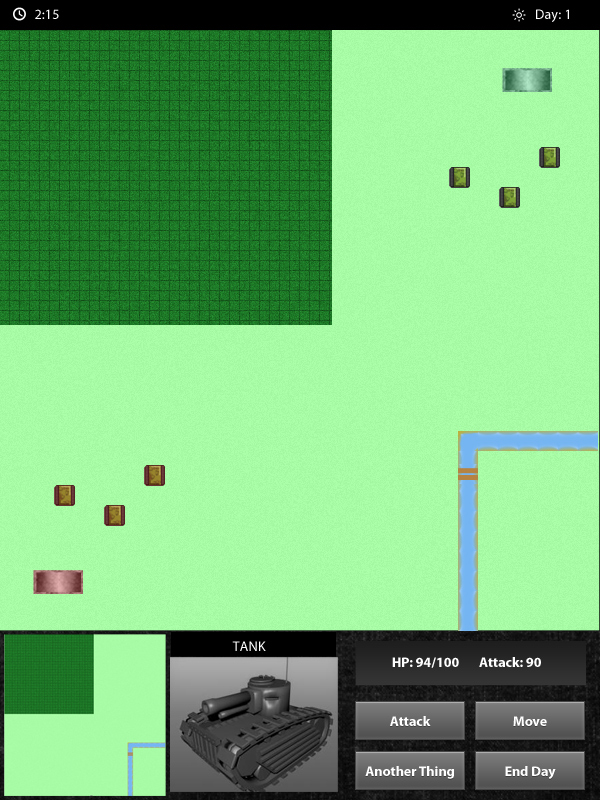 2:15
Day: 1
TANK
HP: 94/100 Attack: 90
Attack
Move
Another Thing
End Day